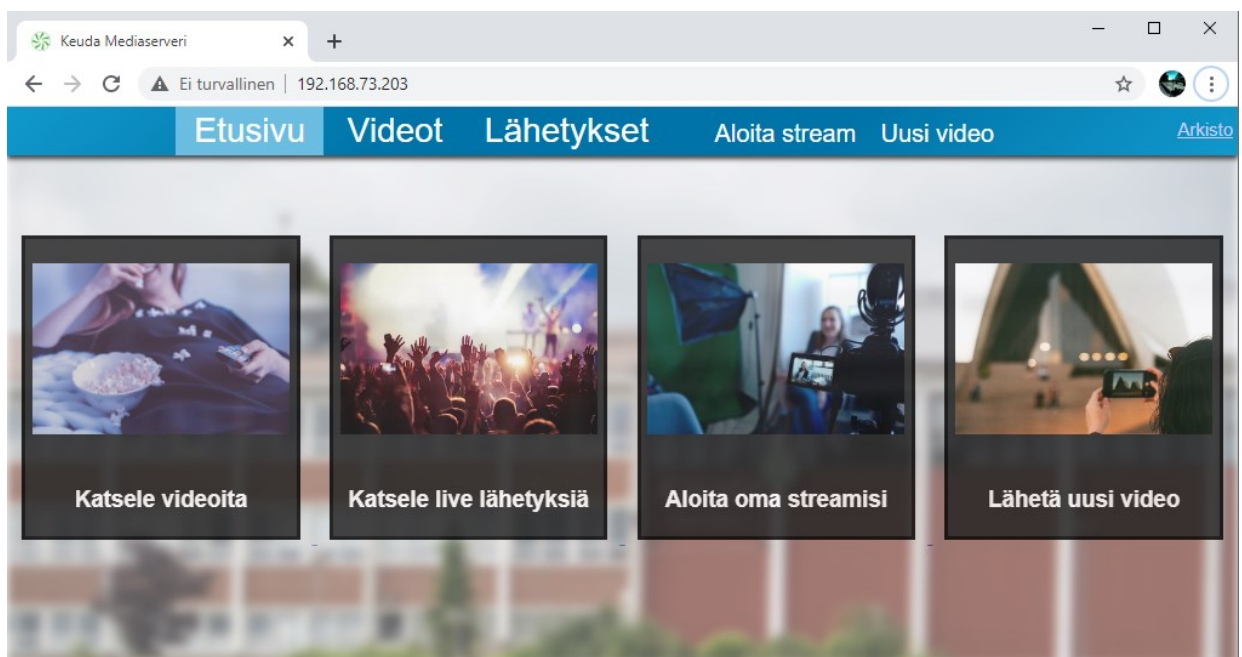 Keuda Mediaserveri
Ei turvallinen | 192.168.73.203
Etusivu Videot Lähetykset Aloita stream Uusi video Arkisto
Katsele videoita Katsele live lähetyksiä Aloita oma streamisi Lähetä uusi video